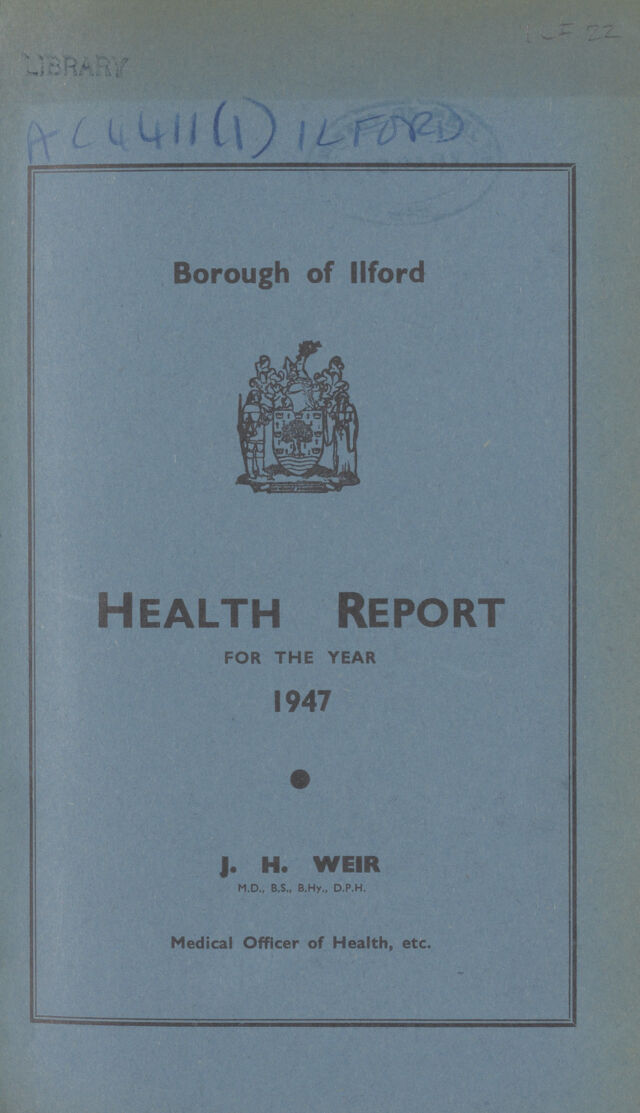 LIBRARY
AC4411(1) ILFORD
Borough of Ilford
HEALTH REPORT
FOR THE YEAR
1947
J. H. WEIR
M.D., B.S., B.Hy., D.P.H.
Medical Officer of Health, etc.